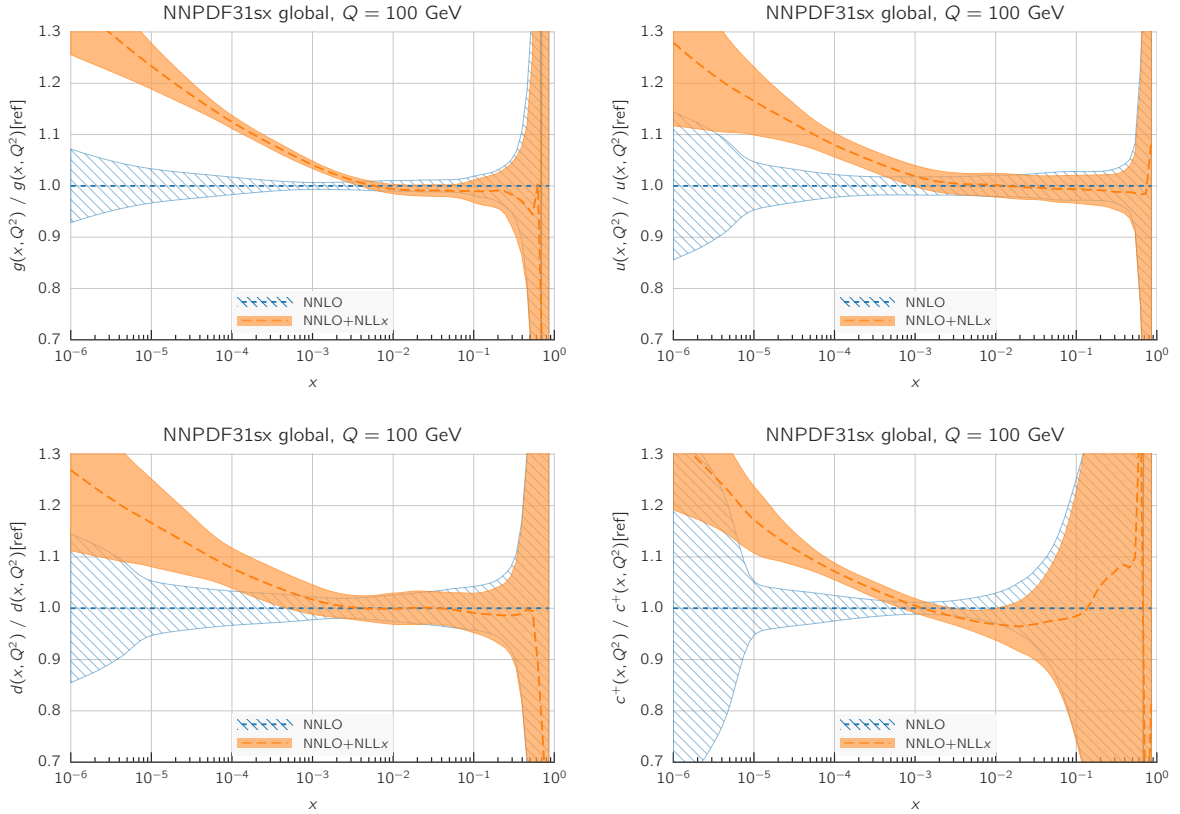 NNPDF31sx global, Q = 100 GeV
g(x, Q²) / g(x, Q²)[ref]
1.3
1.2
1.1
1.0
0.9
0.8
0.7
NNLO
NNLO+NLLx
10⁻⁶ 10⁻⁵ 10⁻⁴ 10⁻³ 10⁻² 10⁻¹ 10⁰
x
NNPDF31sx global, Q = 100 GeV
u(x, Q²) / u(x, Q²)[ref]
1.3
1.2
1.1
1.0
0.9
0.8
0.7
NNLO
NNLO+NLLx
10⁻⁶ 10⁻⁵ 10⁻⁴ 10⁻³ 10⁻² 10⁻¹ 10⁰
x
NNPDF31sx global, Q = 100 GeV
d(x, Q²) / d(x, Q²)[ref]
1.3
1.2
1.1
1.0
0.9
0.8
0.7
NNLO
NNLO+NLLx
10⁻⁶ 10⁻⁵ 10⁻⁴ 10⁻³ 10⁻² 10⁻¹ 10⁰
x
NNPDF31sx global, Q = 100 GeV
c⁺(x, Q²) / c⁺(x, Q²)[ref]
1.3
1.2
1.1
1.0
0.9
0.8
0.7
NNLO
NNLO+NLLx
10⁻⁶ 10⁻⁵ 10⁻⁴ 10⁻³ 10⁻² 10⁻¹ 10⁰
x